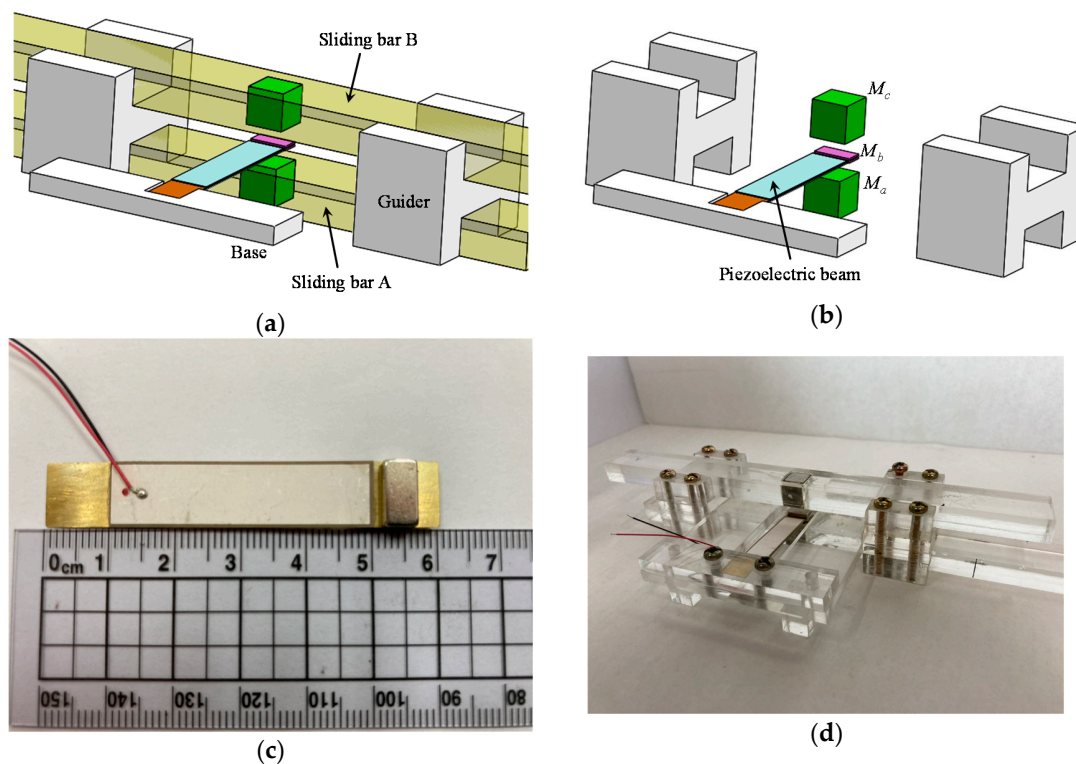 Sliding bar B
Guider
Base
Sliding bar A
(a)
Mc
Mb
Ma
Piezoelectric beam
(b)
0cm 1 2 3 4 5 6 7
150 140 130 120 110 100 90 80
(c)
(d)